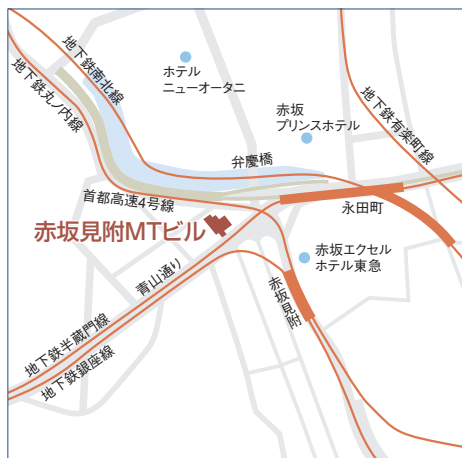 地下鉄南北線
地下鉄丸ノ内線
ホテル
ニューオータニ
赤坂
プリンスホテル
地下鉄有楽町線
弁慶橋
首都高速4号線
永田町
赤坂見附MTビル
青山通り
赤坂エクセル
ホテル東急
赤坂見附
地下鉄半蔵門線
地下鉄銀座線